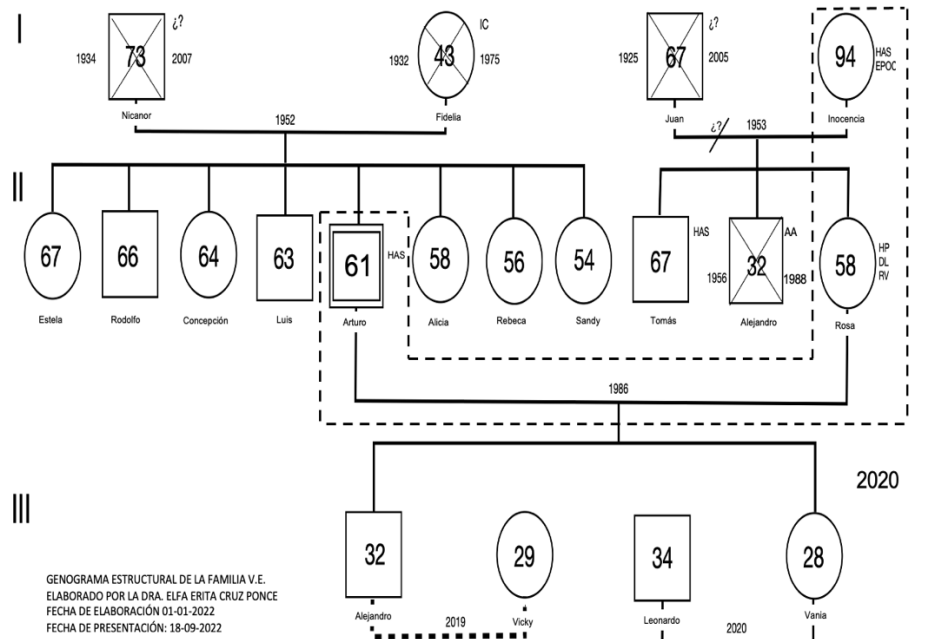 I
¿?
1934
73
2007
Nicanor
IC
1932
43
1975
Fidelia
¿?
1925
67
2005
Juan
94
HAS
EPOC
Inocencia
1952
¿?
1953
II
67
Estela
66
Rodolfo
64
Concepción
63
Luis
61
HAS
Arturo
58
Alicia
56
Rebeca
54
Sandy
67
HAS
Tomás
AA
1956
32
1988
Alejandro
58
HP
DL
RV
Rosa
1986
2020
III
32
Alejandro
29
Vicky
34
Leonardo
28
Vania
2019
2020
GENOGRAMA ESTRUCTURAL DE LA FAMILIA V.E.
ELABORADO POR LA DRA. ELFA ERITA CRUZ PONCE
FECHA DE ELABORACIÓN 01-01-2022
FECHA DE PRESENTACIÓN: 18-09-2022